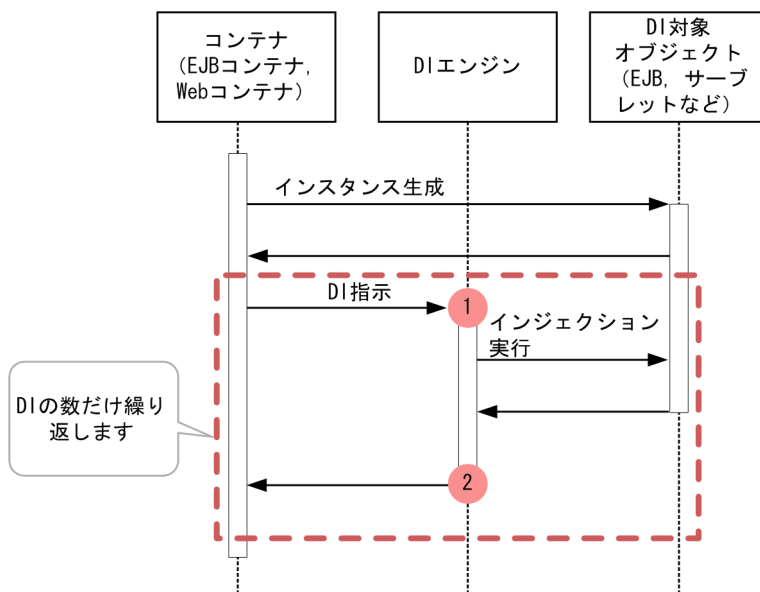 コンテナ
（EJBコンテナ，
Webコンテナ）
DIエンジン
DI対象
オブジェクト
（EJB，サーブ
レットなど）
インスタンス生成
DI指示
1
インジェクション
実行
DIの数だけ繰り
返します
2